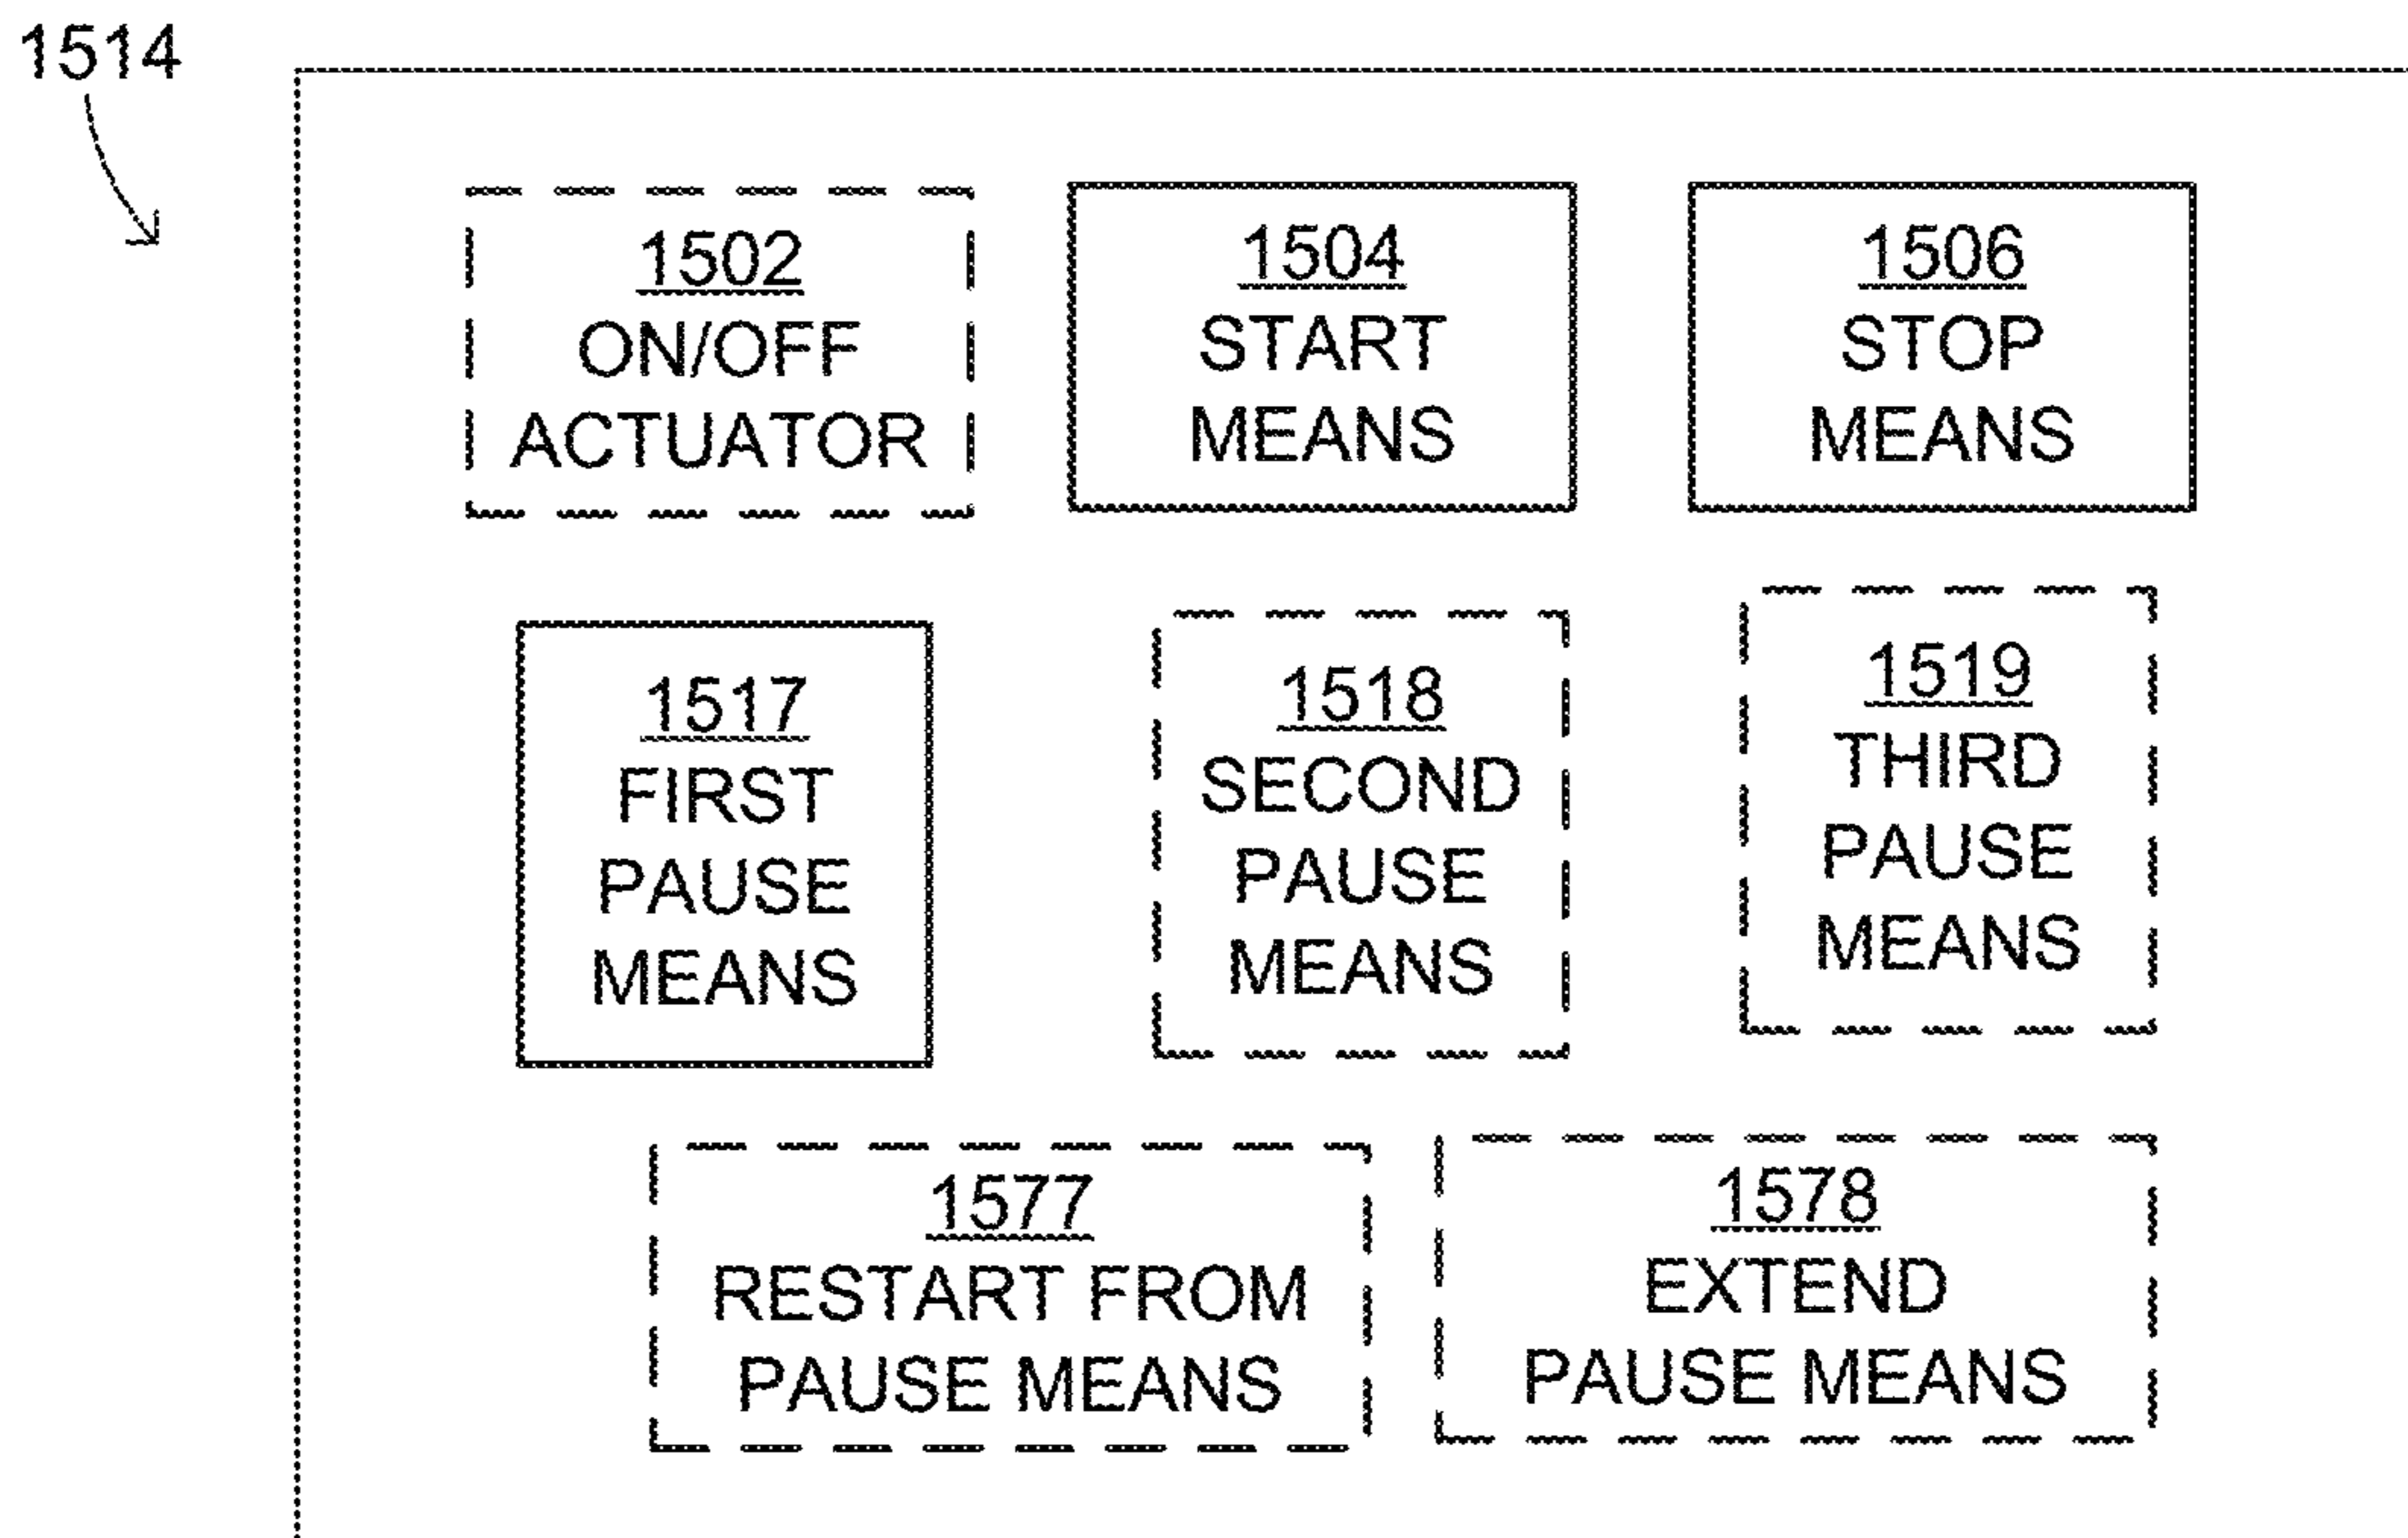 1514
1502
ON/OFF
ACTUATOR
1504
START
MEANS
1506
STOP
MEANS
1517
FIRST
PAUSE
MEANS
1518
SECOND
PAUSE
MEANS
1519
THIRD
PAUSE
MEANS
1577
RESTART FROM
PAUSE MEANS
1578
EXTEND
PAUSE MEANS